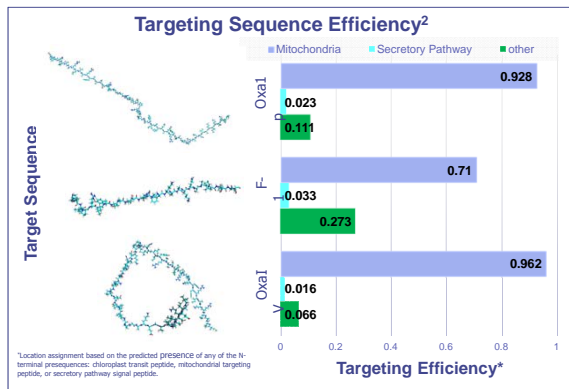 Targeting Sequence Efficiency²
Mitochondria
Secretory Pathway
other
Target Sequence
Oxa1
p
0.928
0.023
0.111
F-
1
0.71
0.033
0.273
OxaI
V
0.962
0.016
0.066
0
0.2
0.4
0.6
0.8
1
Targeting Efficiency*
*Location assignment based on the predicted presence of any of the N-
terminal presequences: chloroplast transit peptide, mitochondrial targeting
peptide, or secretory pathway signal peptide.